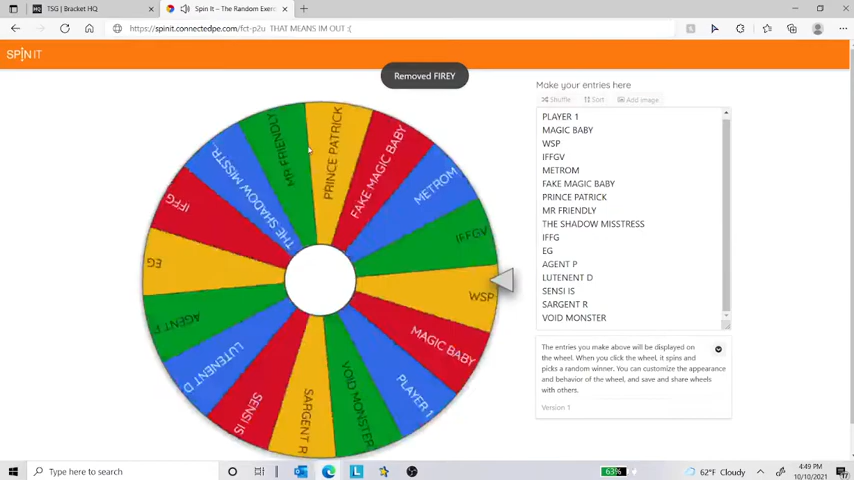 TSG | Bracket HQ
Spin It – The Random Exerc
https://spinit.connectedpe.com/fct-p2u THAT MEANS IM OUT :(
SPIN IT
Removed FIREY
Make your entries here
Shuffle Sort Add image
PLAYER 1
MAGIC BABY
WSP
IFFGV
METROM
FAKE MAGIC BABY
PRINCE PATRICK
MR FRIENDLY
THE SHADOW MISSTRESS
IFFG
EG
AGENT P
LUTENENT D
SENSI IS
SARGENT R
VOID MONSTER
The entries you make above will be displayed on
the wheel. When you click the wheel, it spins and
picks a random winner. You can customize the appearance
and behavior of the wheel, and save and share wheels
with others.
Version 1
MR FRIENDLY
PRINCE PATRICK
FAKE MAGIC BABY
METROM
IFFGV
WSP
MAGIC BABY
PLAYER 1
VOID MONSTER
SARGENT R
SENSI IS
LUTENENT D
AGENT P
EG
IFFG
THE SHADOW MISSTR...
Type here to search
63%
62°F Cloudy
4:49 PM
10/10/2021